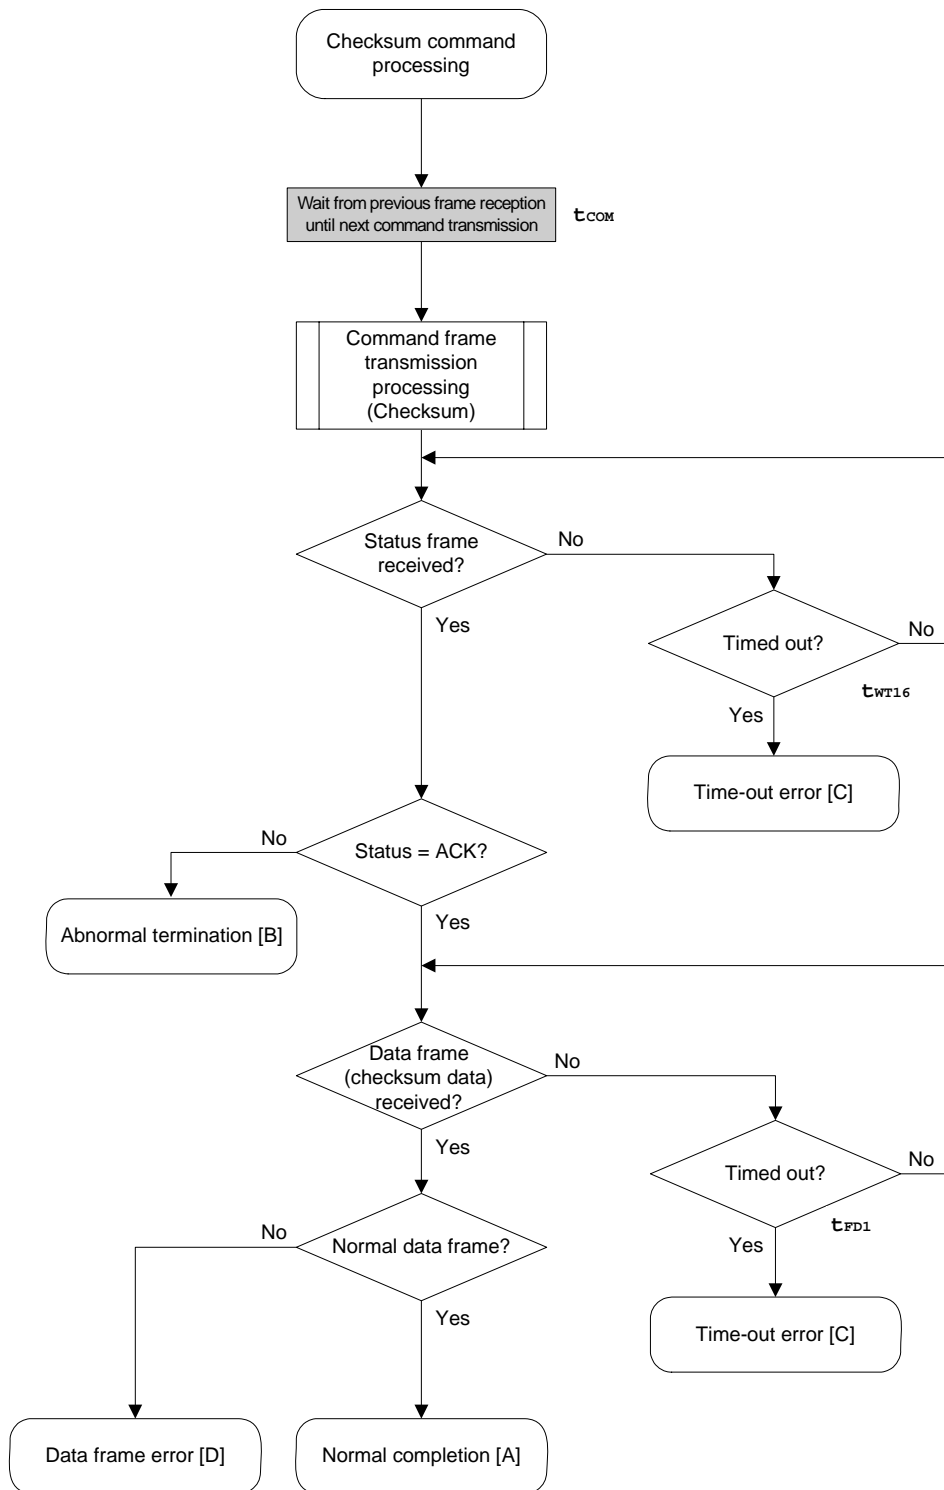 Checksum command
processing
Wait from previous frame reception
until next command transmission
tCOM
Command frame
transmission
processing
(Checksum)
Status frame
received?
No
Yes
Timed out?
No
tWT16
Yes
Time-out error [C]
No
Status = ACK?
Abnormal termination [B]
Yes
Data frame
(checksum data)
received?
No
Yes
Timed out?
No
tFD1
Yes
No
Normal data frame?
Yes
Time-out error [C]
Data frame error [D]
Normal completion [A]